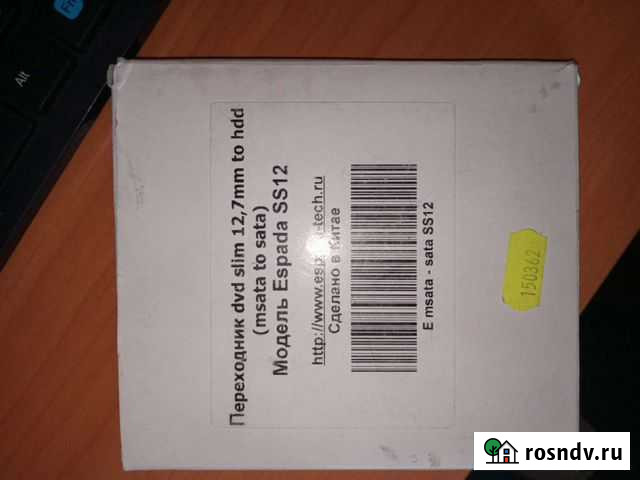 Переходник dvd slim 12,7mm to hdd
(msata to sata)
Модель Espada SS12
Сделано в Китае
E msata - sata SS12
150362
Alt
Fn
rosndv.ru